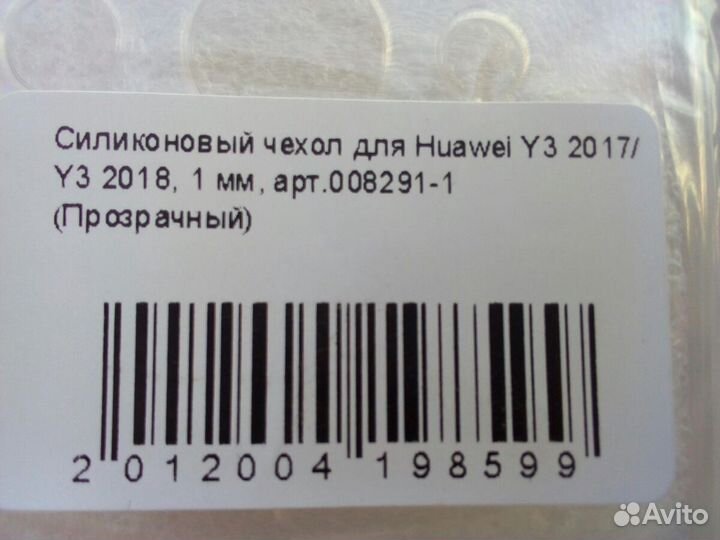 Силиконовый чехол для Huawei Y3 2017/
Y3 2018, 1 мм, арт.008291-1
(Прозрачный)
2 012004 198599
Avito